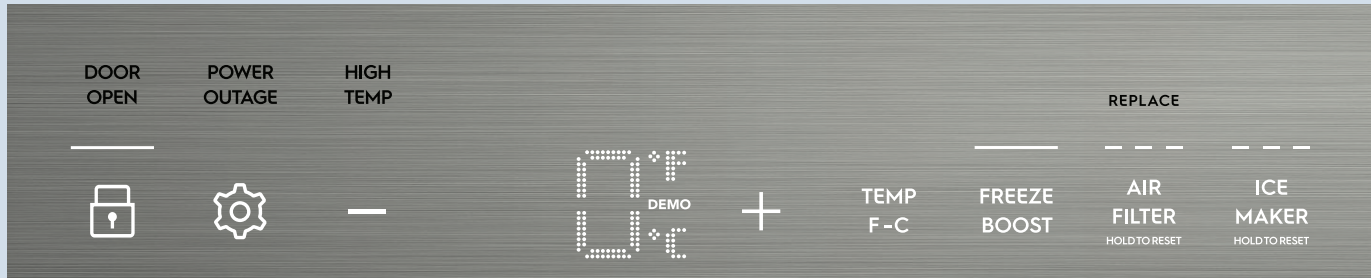 DOOR
OPEN
POWER
OUTAGE
HIGH
TEMP
0
°F
DEMO
°C
TEMP
F-C
FREEZE
BOOST
REPLACE
AIR
FILTER
HOLD TO RESET
ICE
MAKER
HOLD TO RESET